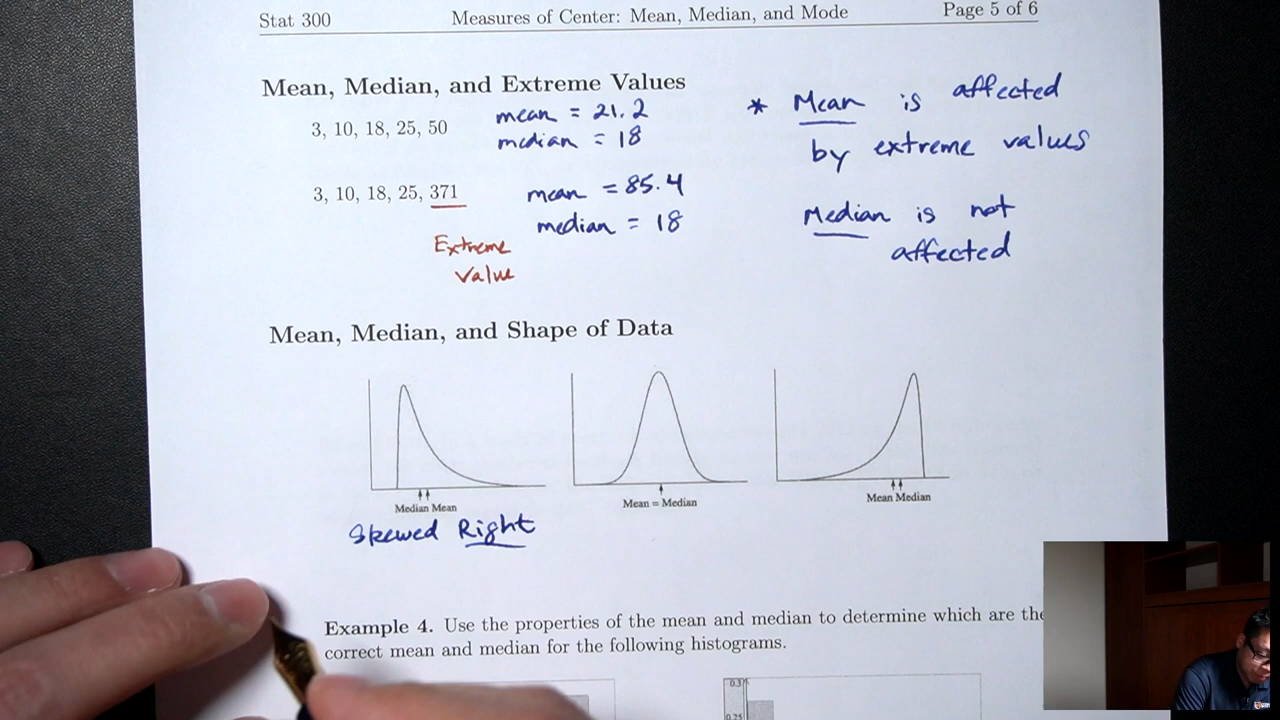 Stat 300 Measures of Center: Mean, Median, and Mode Page 5 of 6
Mean, Median, and Extreme Values
3, 10, 18, 25, 50
mean = 21.2
median = 18
3, 10, 18, 25, 371
Extreme
Value
mean = 85.4
median = 18
* Mean is affected
by extreme values
Median is not
affected
Mean, Median, and Shape of Data
Median Mean
Mean = Median
Mean Median
Skewed Right
Example 4. Use the properties of the mean and median to determine which are the
correct mean and median for the following histograms.
0.3
0.25